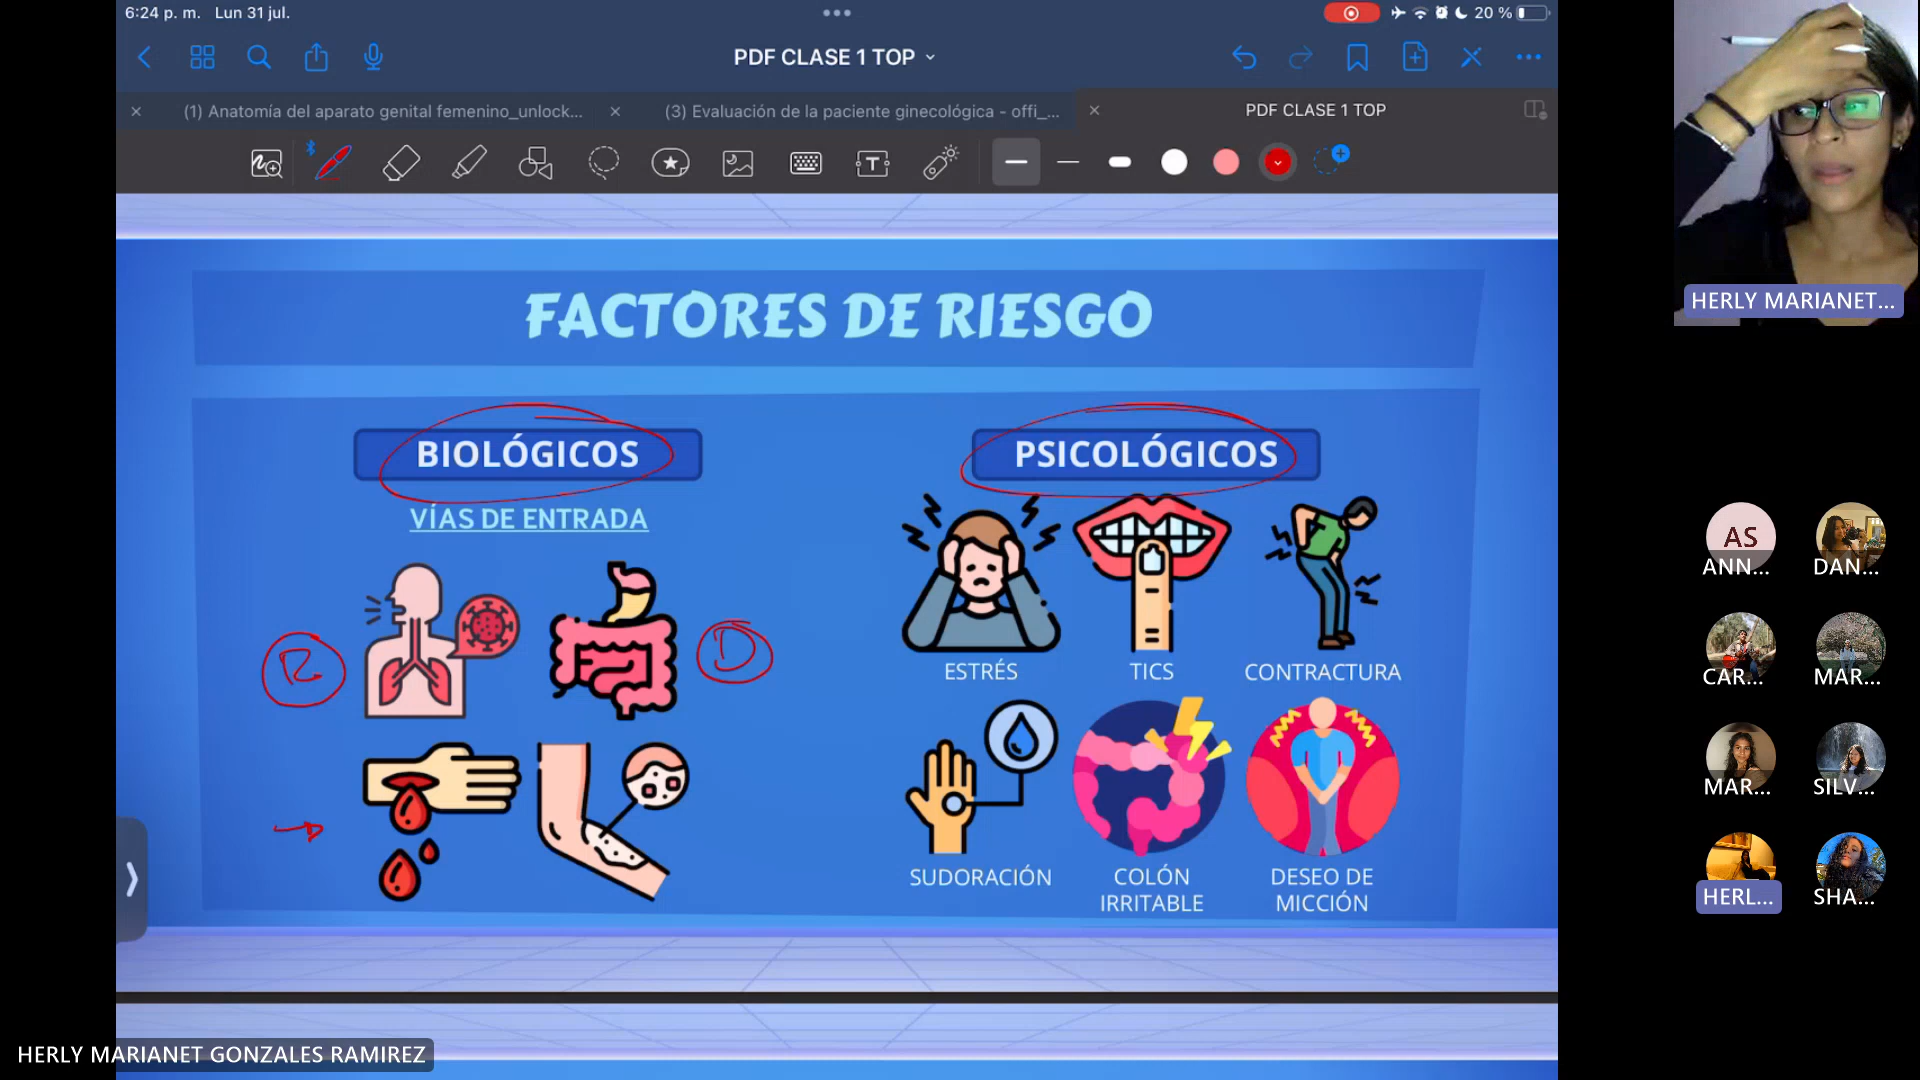 6:24 p. m. Lun 31 jul.
20 %
PDF CLASE 1 TOP
(1) Anatomía del aparato genital femenino_unlock...
(3) Evaluación de la paciente ginecológica - offi_...
PDF CLASE 1 TOP
T
HERLY MARIANET...
FACTORES DE RIESGO
BIOLÓGICOS
PSICOLÓGICOS
VÍAS DE ENTRADA
R
D
ESTRÉS
TICS
CONTRACTURA
SUDORACIÓN
COLÓN
IRRITABLE
DESEO DE
MICCIÓN
AS
ANN...
DAN...
CAR...
MAR...
MAR...
SILV...
HERL...
SHA...
HERLY MARIANET GONZALES RAMIREZ